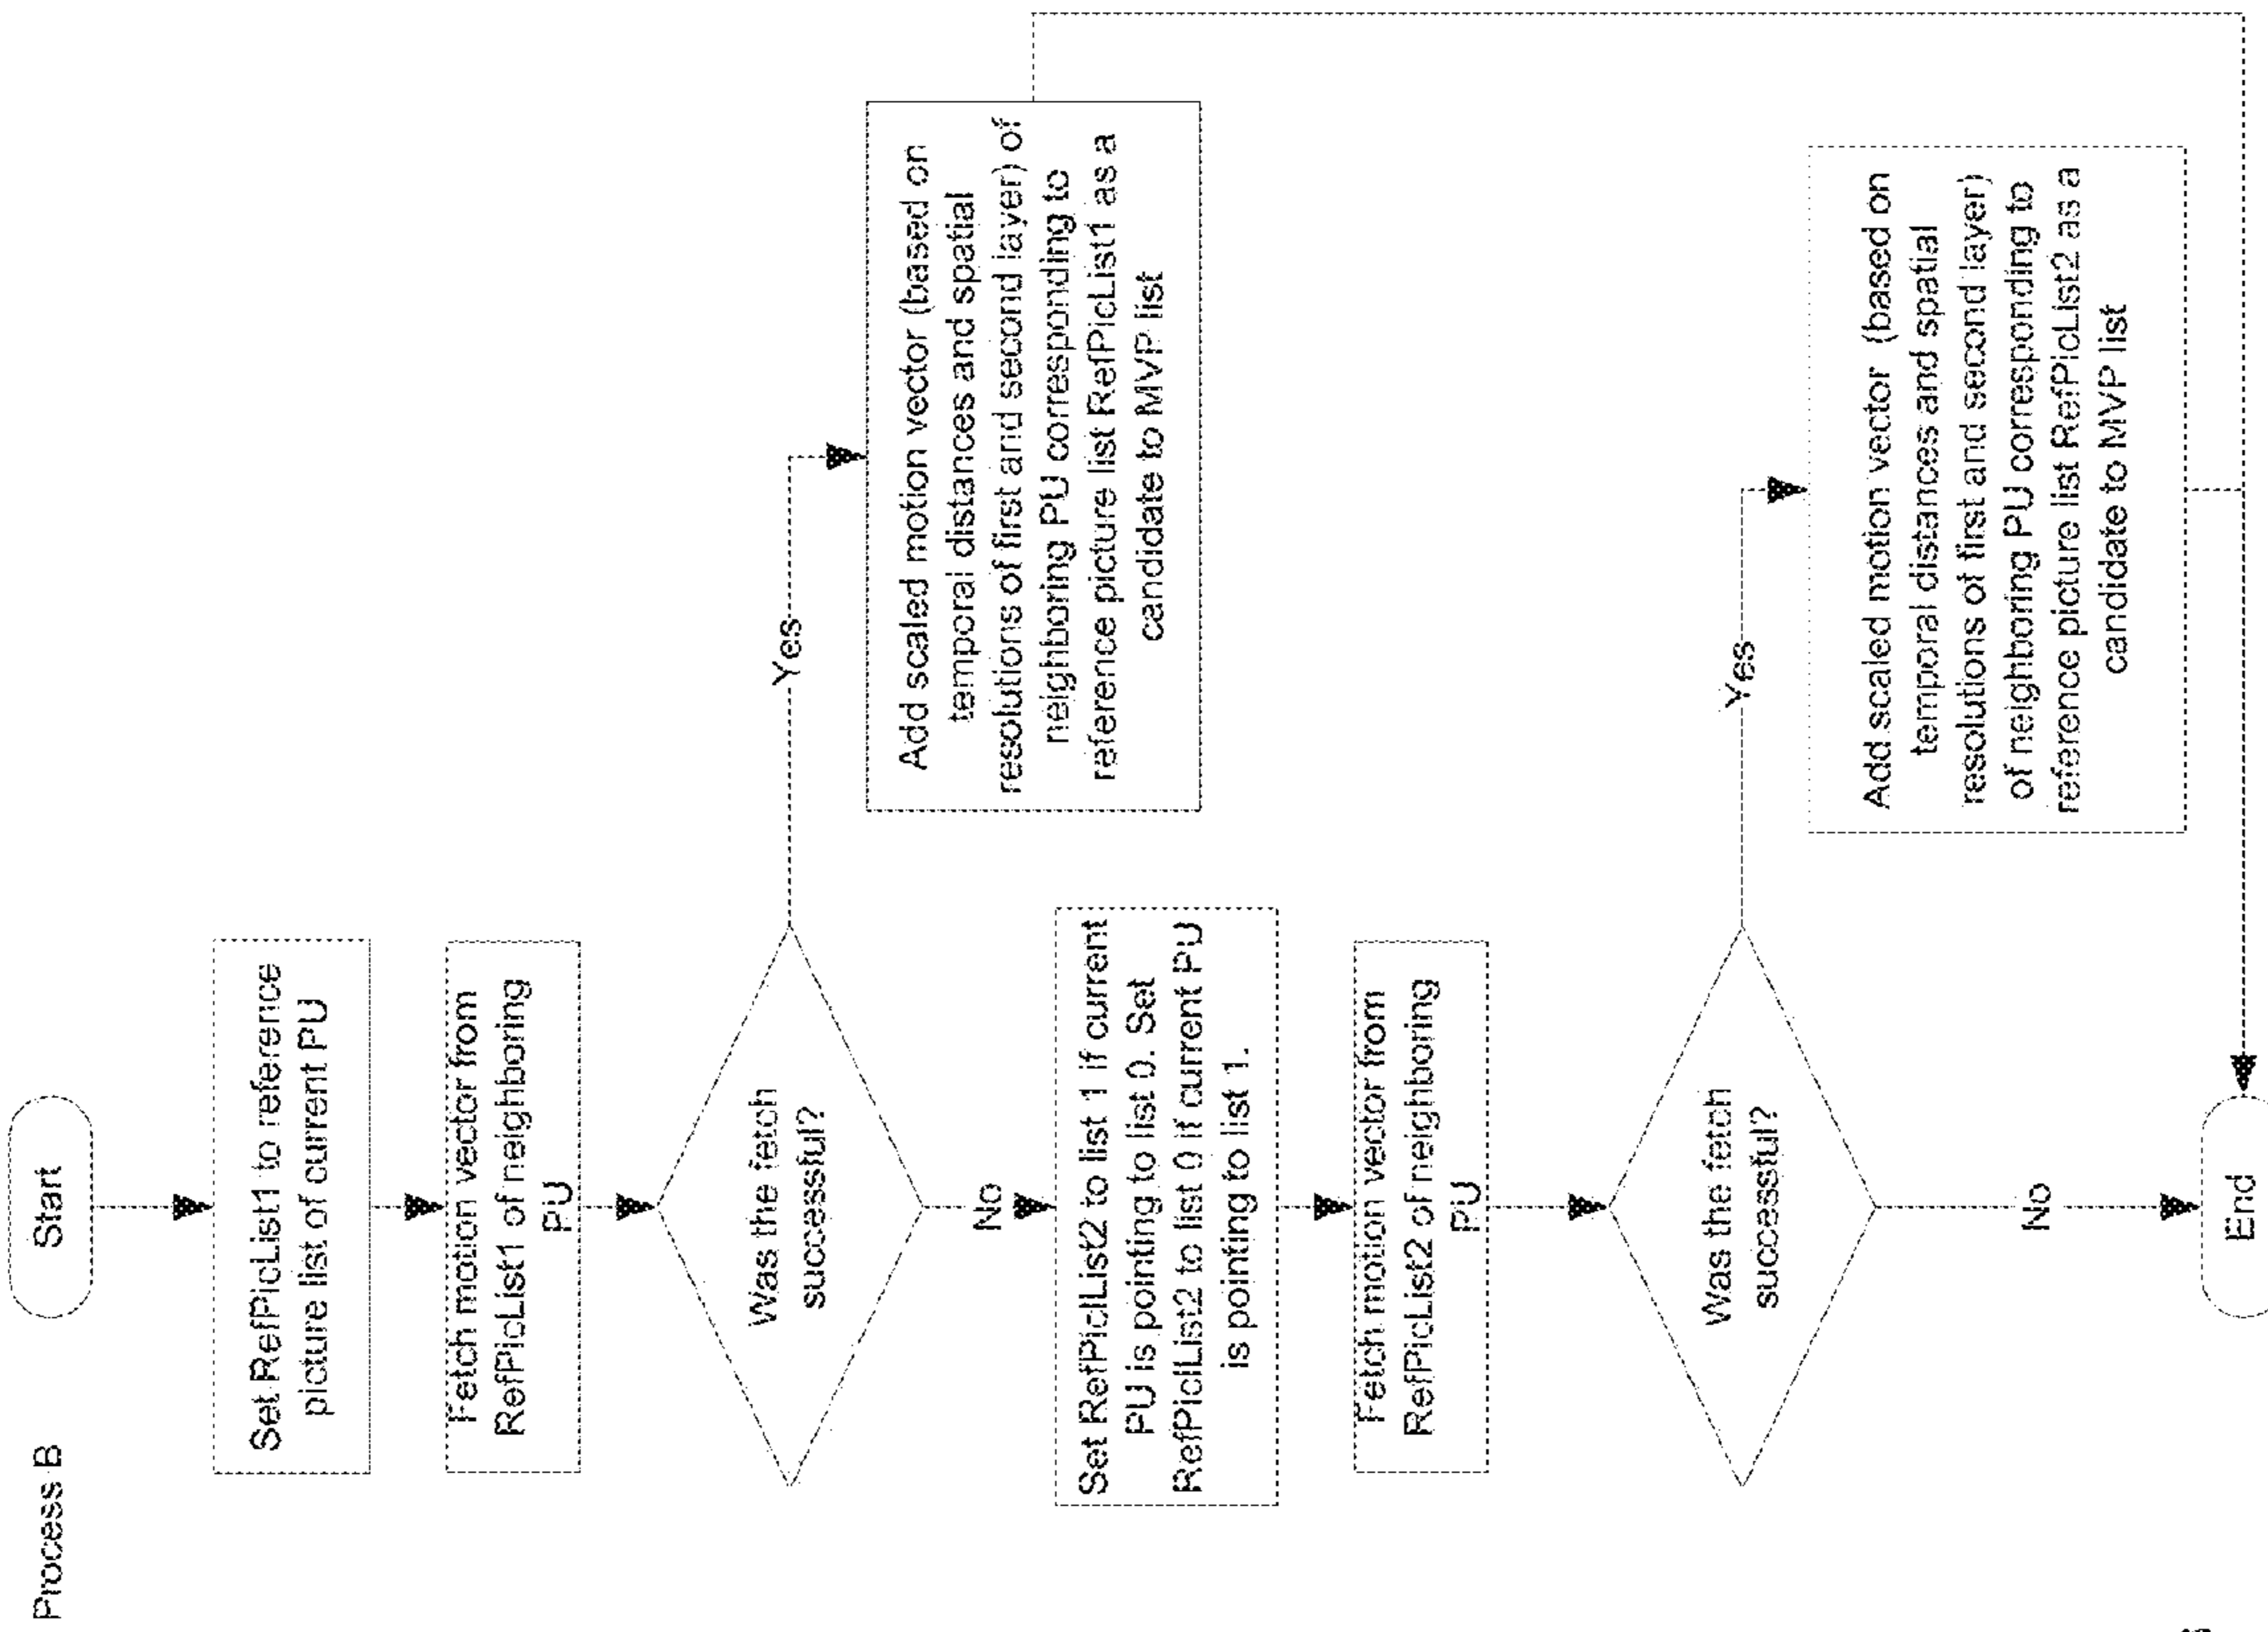 Process B
Start
Set RefPicList1 to reference
picture list of current PU
Fetch motion vector from
RefPicList1 of neighboring
PU
Was the fetch
successful?
Yes
Add scaled motion vector (based on
temporal distances and spatial
resolutions of first and second layer) of
neighboring PU corresponding to
reference picture list RefPicList1 as a
candidate to MVP list
No
Set RefPiclList2 to list 1 if current
PU is pointing to list 0. Set
RefPiclList2 to list 0 if current PU
is pointing to list 1.
Fetch motion vector from
RefPicList2 of neighboring
PU
Was the fetch
successful?
Yes
Add scaled motion vector (based on
temporal distances and spatial
resolutions of first and second layer)
of neighboring PU corresponding to
reference picture list RefPicList2 as a
candidate to MVP list
No
End